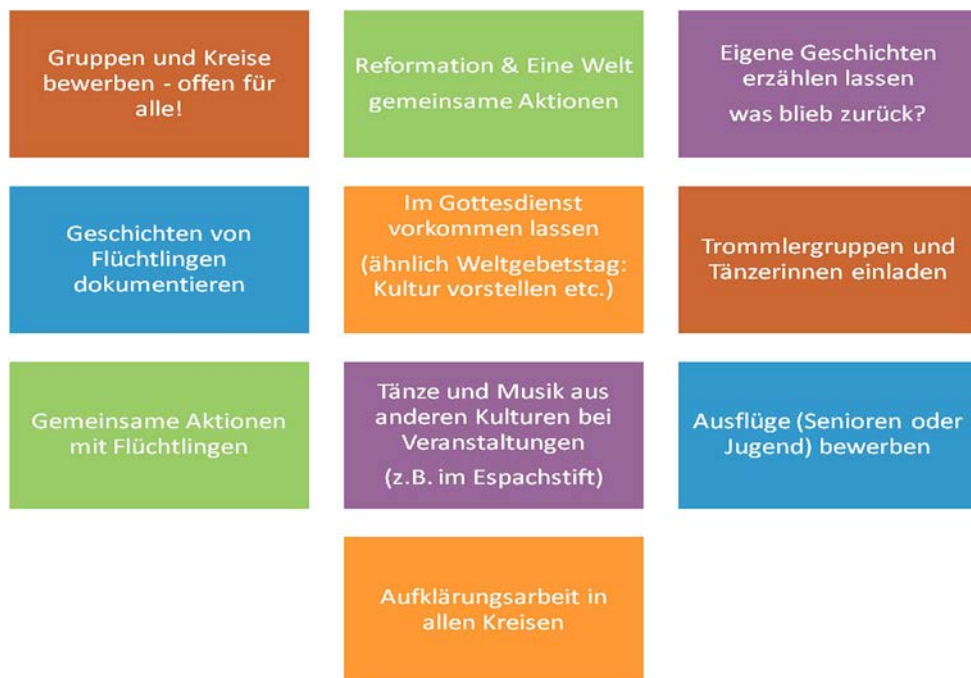 Gruppen und Kreise
bewerben - offen für
alle!
Reformation & Eine Welt
gemeinsame Aktionen
Eigene Geschichten
erzählen lassen
was blieb zurück?
Geschichten von
Flüchtlingen
dokumentieren
Im Gottesdienst
vorkommen lassen
(ähnlich Weltgebetstag:
Kultur vorstellen etc.)
Trommlergruppen und
Tänzerinnen einladen
Gemeinsame Aktionen
mit Flüchtlingen
Tänze und Musik aus
anderen Kulturen bei
Veranstaltungen
(z.B. im Espachstift)
Ausflüge (Senioren oder
Jugend) bewerben
Aufklärungsarbeit in
allen Kreisen